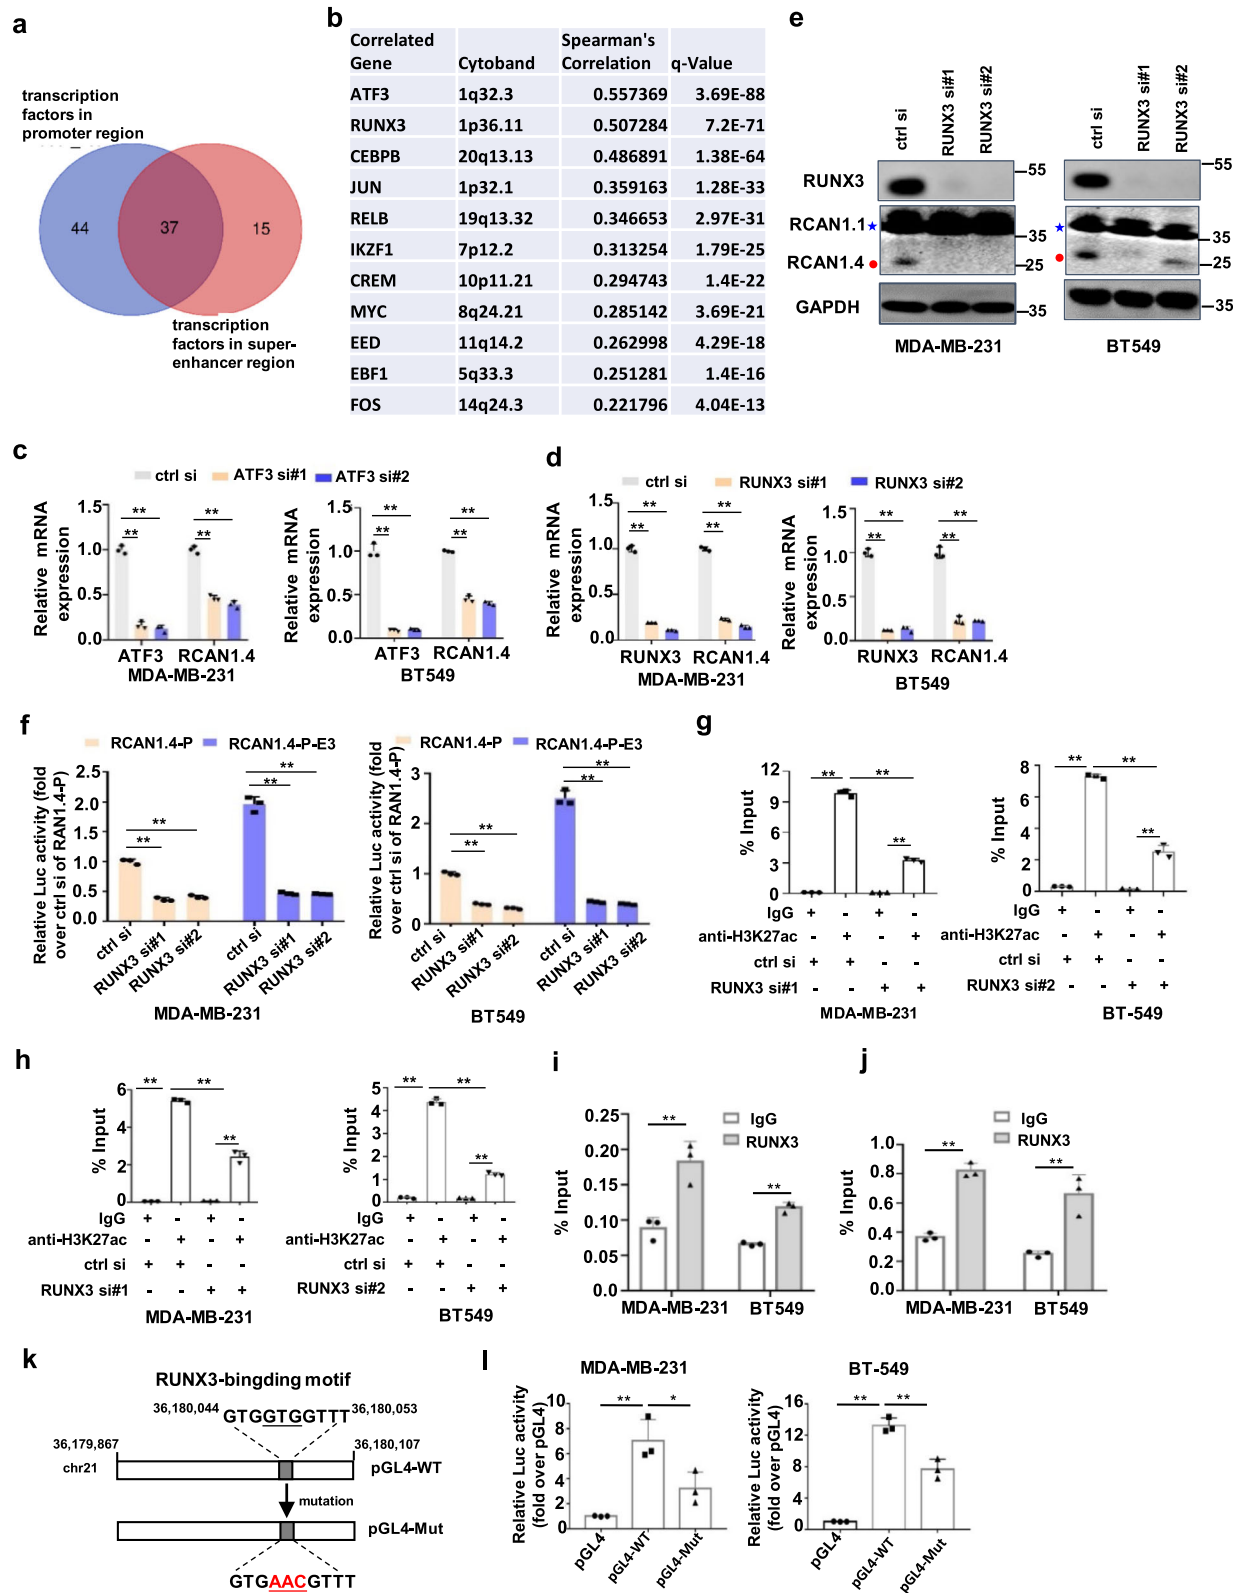 a
transcription
factors in
promoter region
44
37
15
transcription
factors in super-
enhancer region
b
Correlated Gene	Cytoband	Spearman's Correlation	q-Value
ATF3	1q32.3	0.557369	3.69E-88
RUNX3	1p36.11	0.507284	7.2E-71
CEBPB	20q13.13	0.486891	1.38E-64
JUN	1p32.1	0.359163	1.28E-33
RELB	19q13.32	0.346653	2.97E-31
IKZF1	7p12.2	0.313254	1.79E-25
CREM	10p11.21	0.294743	1.4E-22
MYC	8q24.21	0.285142	3.69E-21
EED	11q14.2	0.262998	4.29E-18
EBF1	5q33.3	0.251281	1.4E-16
FOS	14q24.3	0.221796	4.04E-13
e
ctrl si RUNX3 si#1 RUNX3 si#2
ctrl si RUNX3 si#1 RUNX3 si#2
RUNX3 55 55
RCAN1.1 35 35
RCAN1.4 25 25
GAPDH 35 35
MDA-MB-231 BT549
c
ctrl si ATF3 si#1 ATF3 si#2
Relative mRNA
expression
1.5
1.0
0.5
0.0
** ** ** **
ATF3 RCAN1.4
MDA-MB-231
Relative mRNA
expression
1.5
1.0
0.5
0.0
** ** ** **
ATF3 RCAN1.4
BT549
d
ctrl si RUNX3 si#1 RUNX3 si#2
Relative mRNA
expression
1.5
1.0
0.5
0.0
** ** ** **
RUNX3 RCAN1.4
MDA-MB-231
Relative mRNA
expression
1.5
1.0
0.5
0.0
** ** ** **
RUNX3 RCAN1.4
BT549
f
RCAN1.4-P RCAN1.4-P-E3
Relative Luc activity (fold
over ctrl si of RAN1.4-P)
2.5
2.0
1.5
1.0
0.5
0.0
** ** ** **
ctrl si RUNX3 si#1 RUNX3 si#2 ctrl si RUNX3 si#1 RUNX3 si#2
MDA-MB-231
RCAN1.4-P RCAN1.4-P-E3
Relative Luc activity (fold
over ctrl si of RAN1.4-P)
3
2
1
0
** ** ** **
ctrl si RUNX3 si#1 RUNX3 si#2 ctrl si RUNX3 si#1 RUNX3 si#2
BT549
g
% Input
12
9
6
3
0
** ** **
IgG + - + -
anti-H3K27ac - + - +
ctrl si + + - -
RUNX3 si#1 - - + +
MDA-MB-231
% Input
8
6
4
2
0
** ** **
IgG + - + -
anti-H3K27ac - + - +
ctrl si + + - -
RUNX3 si#2 - - + +
BT-549
h
% Input
6
4
2
0
** ** **
IgG + - + -
anti-H3K27ac - + - +
ctrl si + + - -
RUNX3 si#1 - - + +
MDA-MB-231
% Input
5
4
3
2
1
0
** ** **
IgG + - + -
anti-H3K27ac - + - +
ctrl si + + - -
RUNX3 si#2 - - + +
BT549
i
% Input
0.25
0.20
0.15
0.10
0.05
0.00
IgG
RUNX3
** **
MDA-MB-231 BT549
j
% Input
1.0
0.8
0.6
0.4
0.2
0.0
IgG
RUNX3
** **
MDA-MB-231 BT549
k
RUNX3-bingding motif
36,180,044 GTGGTGGTTT 36,180,053
36,179,867 36,180,107
chr21 pGL4-WT
mutation
pGL4-Mut
GTGAACGTTT
l
MDA-MB-231
Relative Luc activity
(fold over pGL4)
10
8
6
4
2
0
** *
pGL4 pGL4-WT pGL4-Mut
BT-549
Relative Luc activity
(fold over pGL4)
16
12
8
4
0
** **
pGL4 pGL4-WT pGL4-Mut